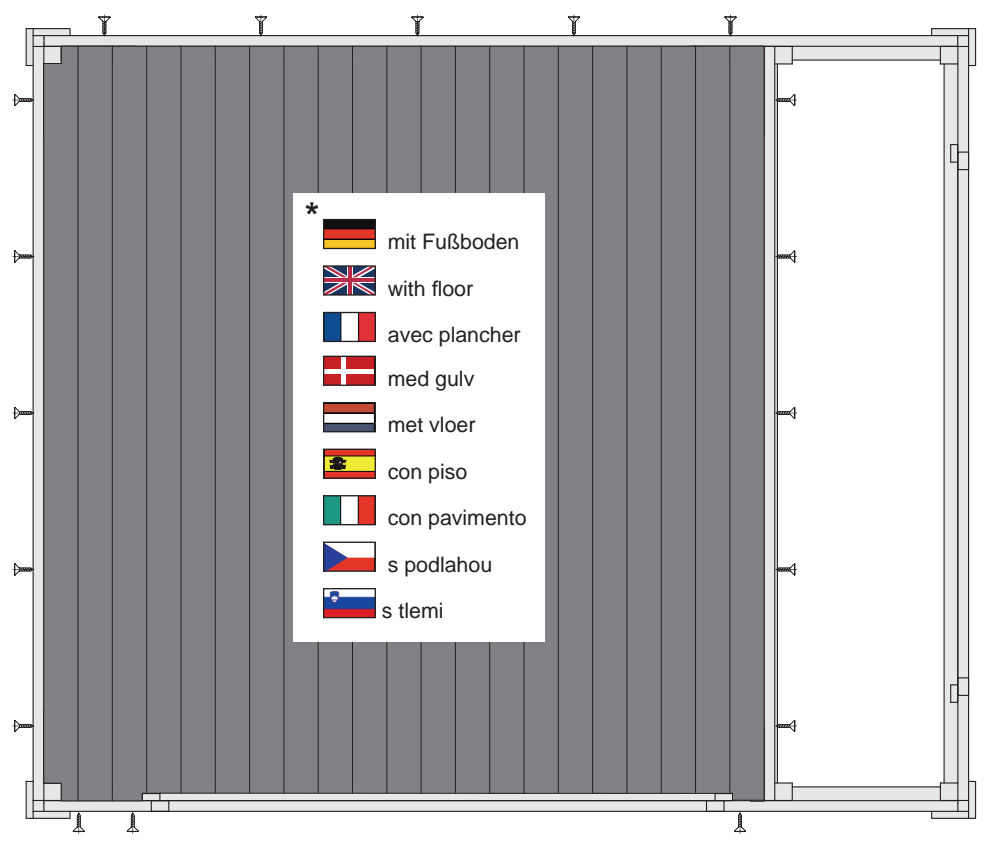 *
mit Fußboden
with floor
avec plancher
med gulv
met vloer
con piso
con pavimento
s podlahou
s tlemi